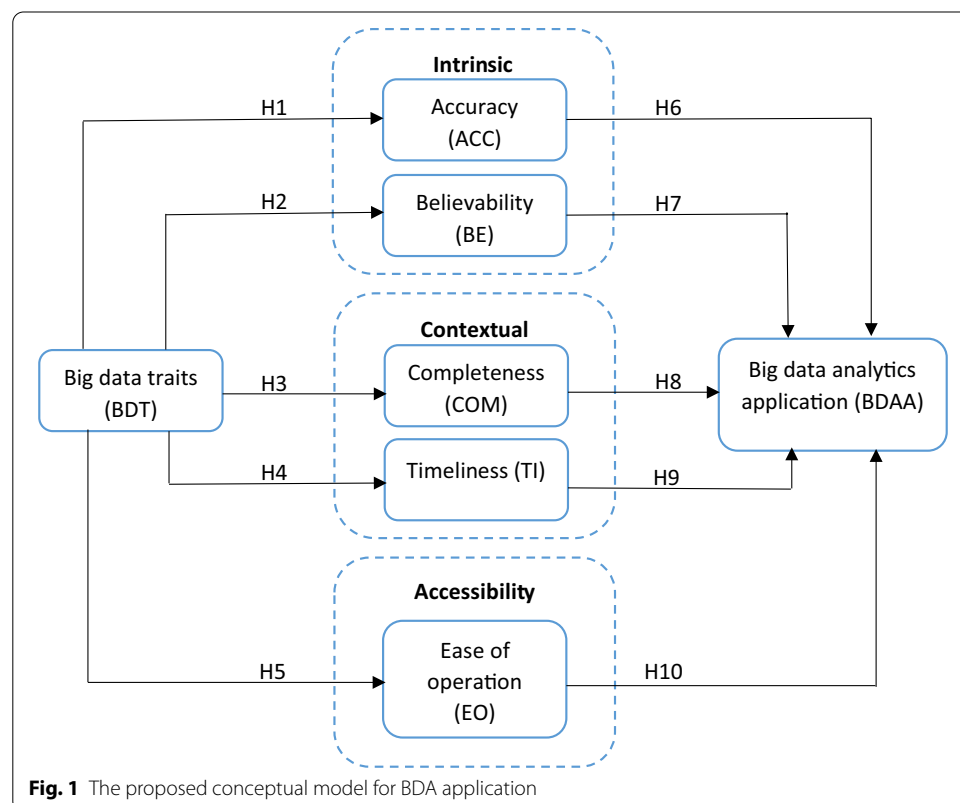 Intrinsic
H1
Accuracy
(ACC)
H6
H2
Believability
(BE)
H7
Contextual
Big data traits
(BDT)
H3
Completeness
(COM)
H8
Big data analytics
application (BDAA)
H4
Timeliness (TI)
H9
Accessibility
H5
Ease of
operation
(EO)
H10
Fig. 1 The proposed conceptual model for BDA application